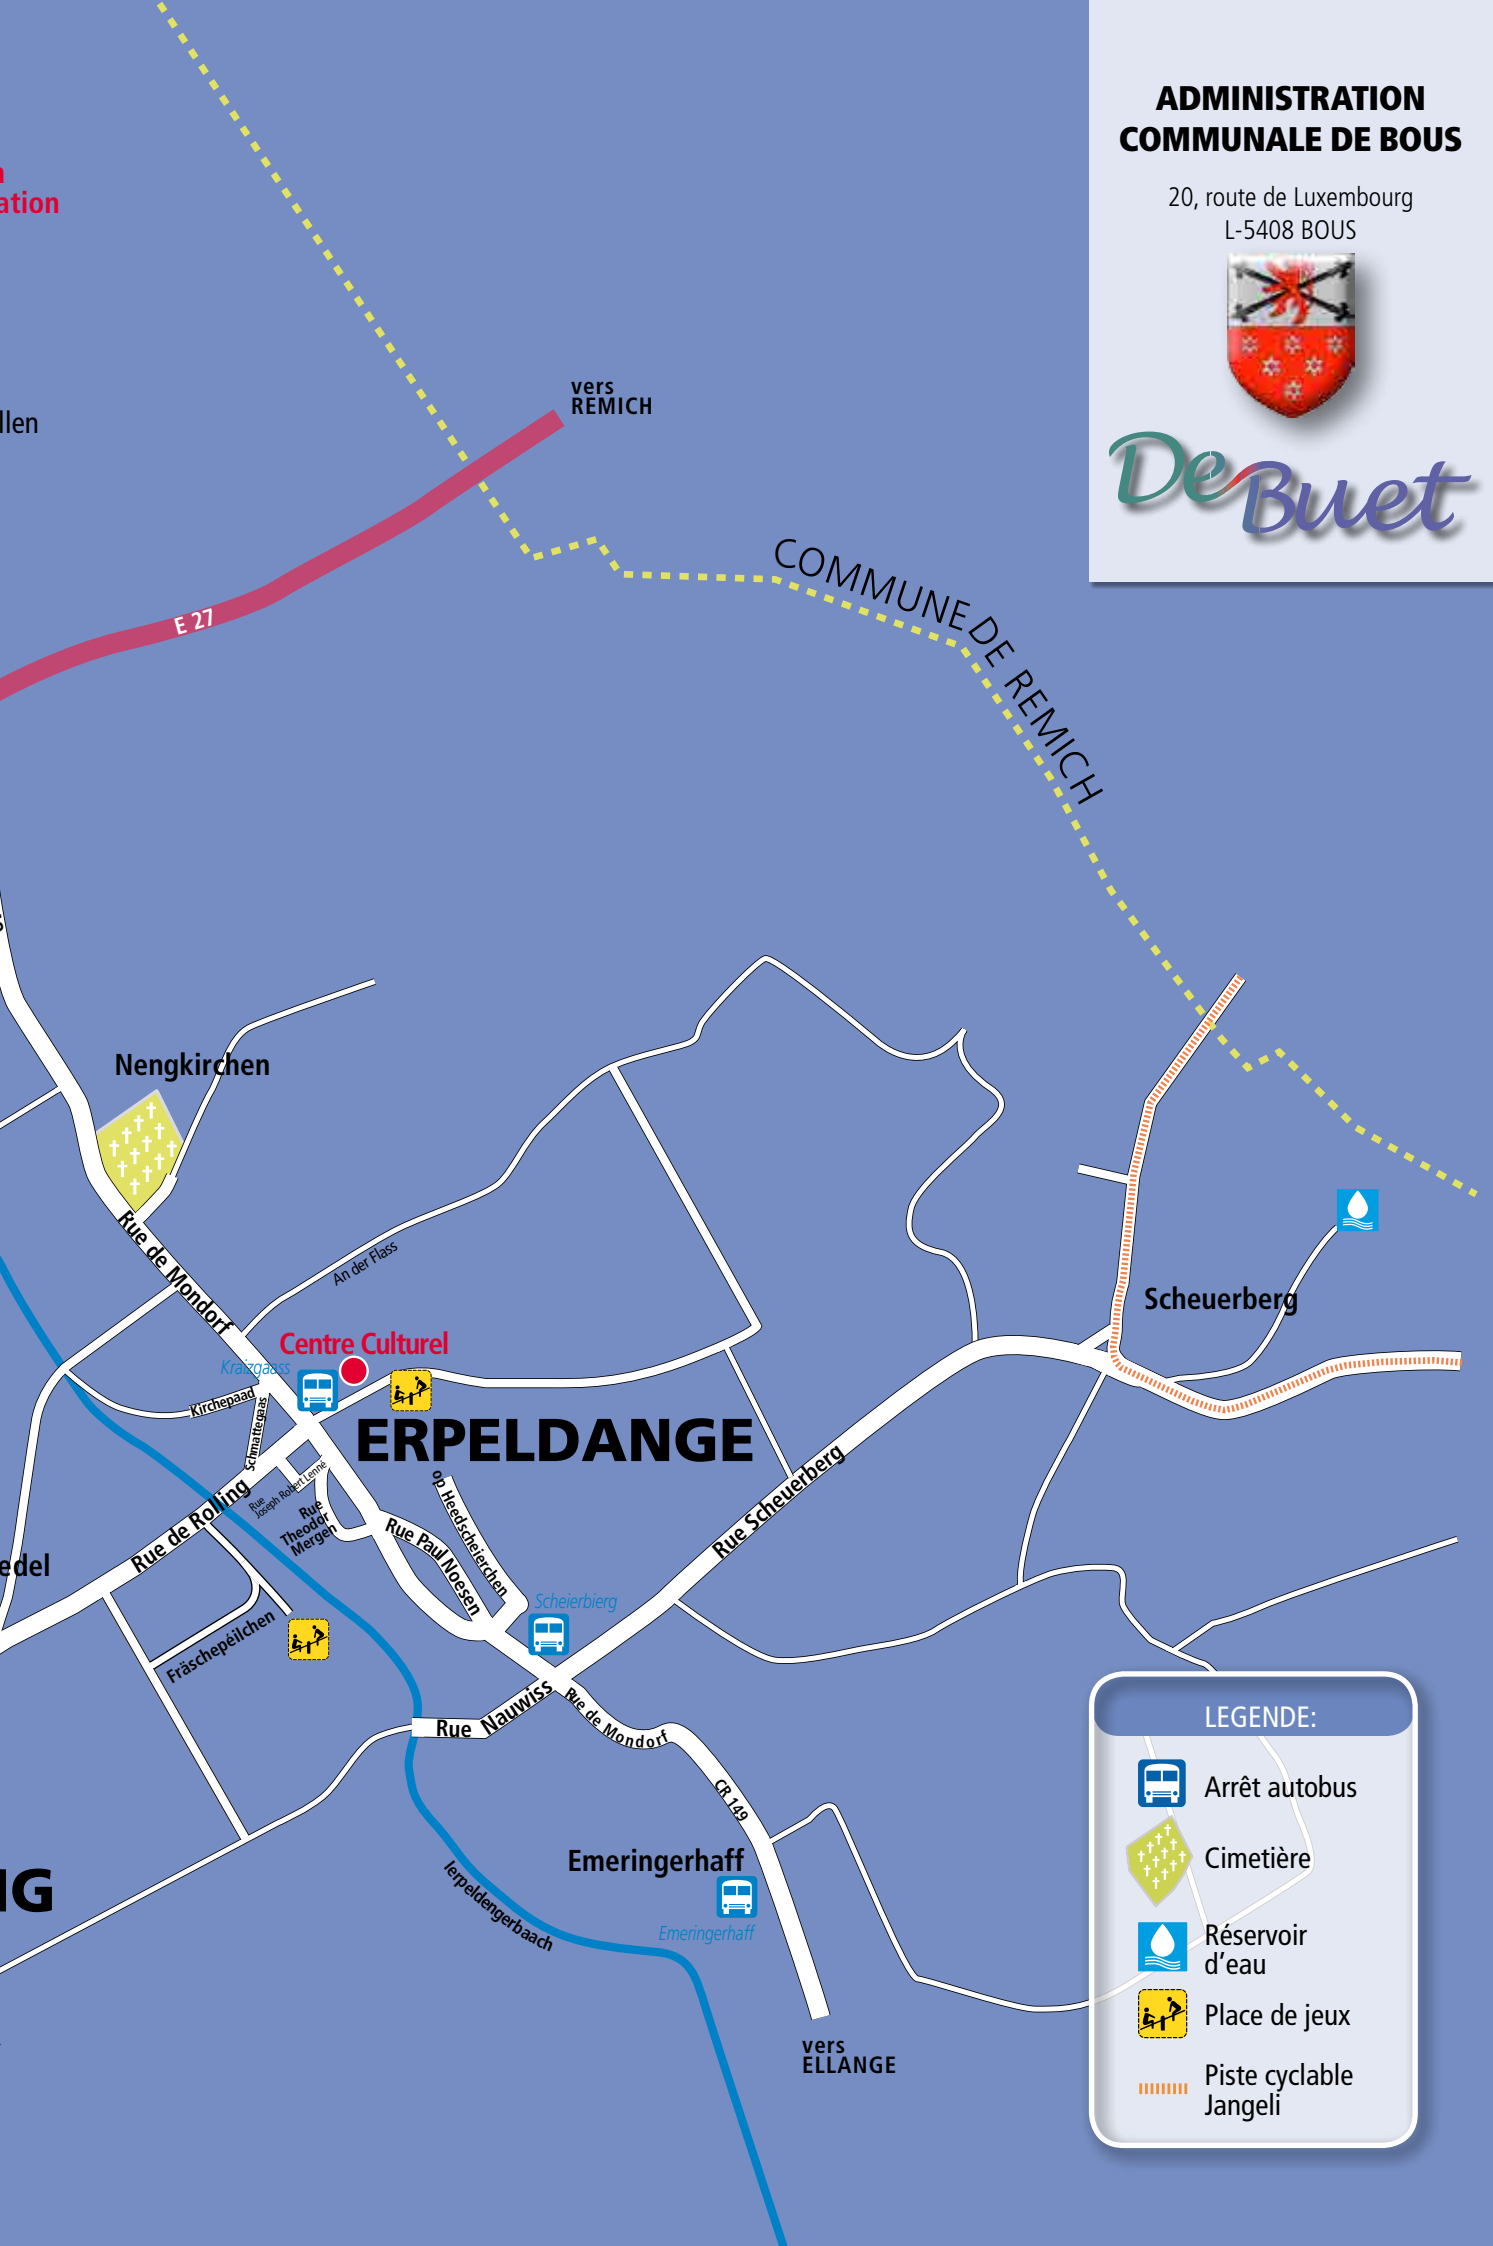 ADMINISTRATION
COMMUNALE DE BOUS
20, route de Luxembourg
L-5408 BOUS
De Buet
ation
llen
vers
REMICH
E 27
COMMUNE DE REMICH
Nengkirchen
Rue de Mondorf
An der Flass
Centre Culturel
Kraizgaass
Kirchepaad
Schmattegaas
ERPELDANGE
Scheuerberg
Rue Scheuerberg
Rue de Rolling
Rue
Joseph Robert Lenné
Rue
Theodor
Mergen
Rue Paul Noesen
op Heedscheierchen
Scheierbierg
edel
Fräschepéilchen
Rue Nauwiss
Rue de Mondorf
CR 149
Emeringerhaff
Emeringerhaff
Ierpeldengerbaach
NG
vers
ELLANGE
LEGENDE:
Arrêt autobus
Cimetière
Réservoir
d’eau
Place de jeux
Piste cyclable
Jangeli